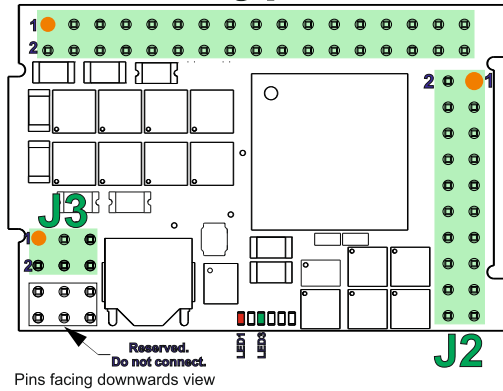 1
2
2 1
J3
1
2
LED1
LED3
Reserved.
Do not connect.
J2
Pins facing downwards view